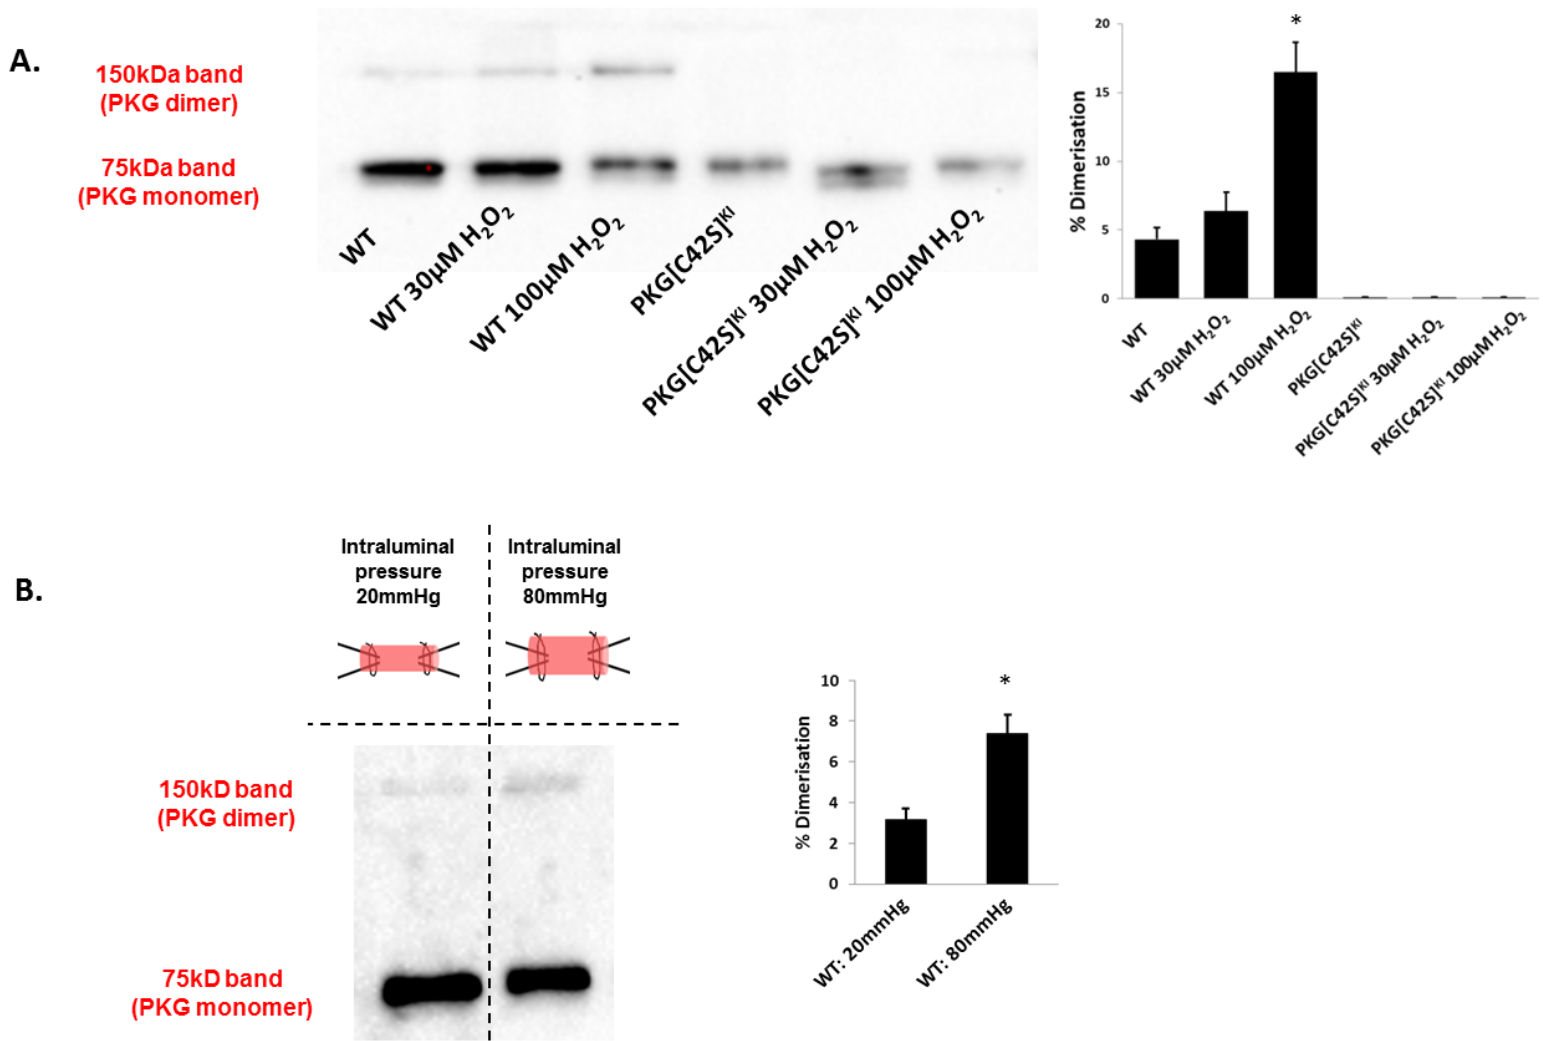 A.
150kDa band
(PKG dimer)
75kDa band
(PKG monomer)
WT
WT 30µM H₂O₂
WT 100µM H₂O₂
PKG[C42S]ᴷᴵ
PKG[C42S]ᴷᴵ 30µM H₂O₂
PKG[C42S]ᴷᴵ 100µM H₂O₂
% Dimerisation
20
15
10
5
0
*
WT
WT 30µM H₂O₂
WT 100µM H₂O₂
PKG[C42S]ᴷᴵ
PKG[C42S]ᴷᴵ 30µM H₂O₂
PKG[C42S]ᴷᴵ 100µM H₂O₂
B.
Intraluminal
pressure
20mmHg
Intraluminal
pressure
80mmHg
150kD band
(PKG dimer)
75kD band
(PKG monomer)
% Dimerisation
10
8
6
4
2
0
*
WT: 20mmHg
WT: 80mmHg